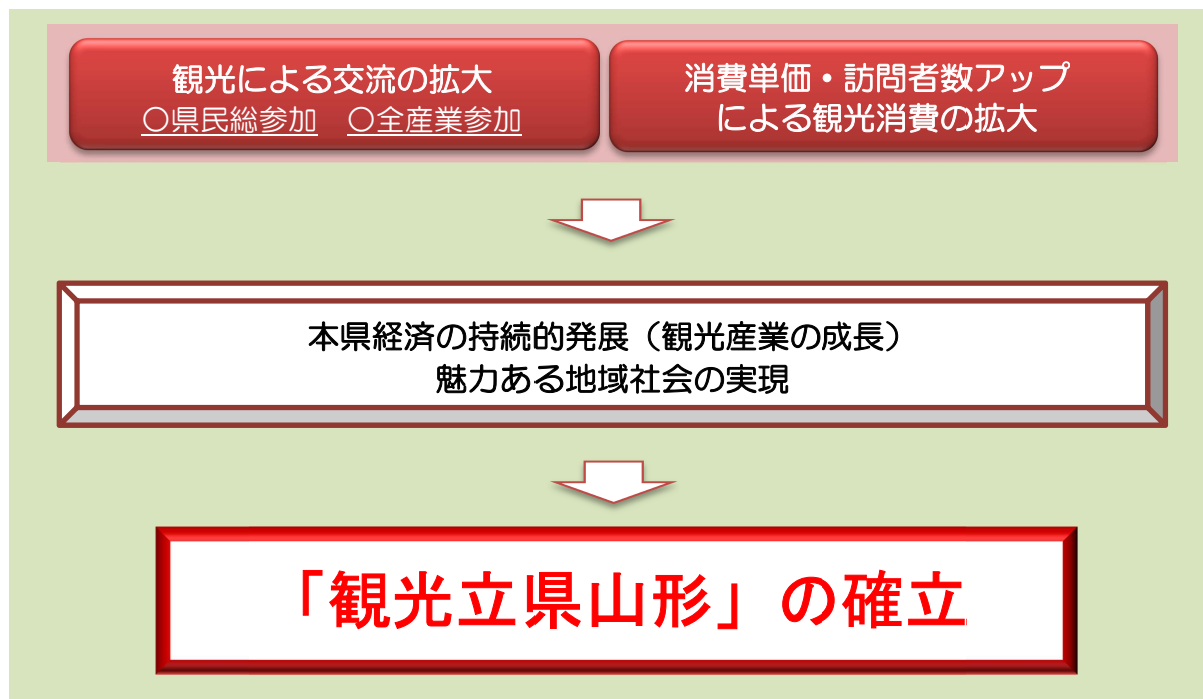 観光による交流の拡大
〇県民総参加　〇全産業参加
消費単価・訪問者数アップ
による観光消費の拡大
本県経済の持続的発展（観光産業の成長）
魅力ある地域社会の実現
「観光立県山形」の確立